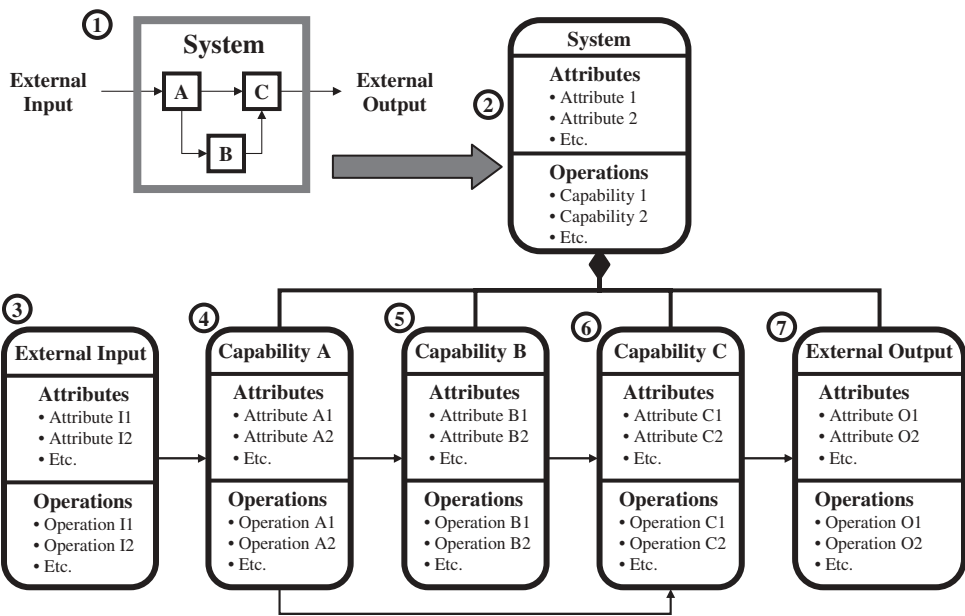 1
System
External
Input
A
C
B
External
Output
2
System
Attributes
• Attribute 1
• Attribute 2
• Etc.
Operations
• Capability 1
• Capability 2
• Etc.
3
External Input
Attributes
• Attribute I1
• Attribute I2
• Etc.
Operations
• Operation I1
• Operation I2
• Etc.
4
Capability A
Attributes
• Attribute A1
• Attribute A2
• Etc.
Operations
• Operation A1
• Operation A2
• Etc.
5
Capability B
Attributes
• Attribute B1
• Attribute B2
• Etc.
Operations
• Operation B1
• Operation B2
• Etc.
6
Capability C
Attributes
• Attribute C1
• Attribute C2
• Etc.
Operations
• Operation C1
• Operation C2
• Etc.
7
External Output
Attributes
• Attribute O1
• Attribute O2
• Etc.
Operations
• Operation O1
• Operation O2
• Etc.